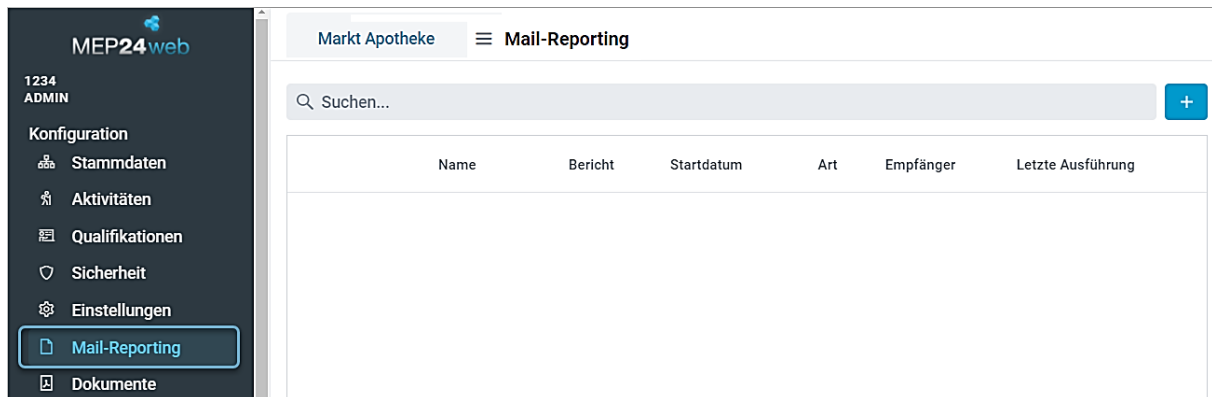 MEP24web
1234
ADMIN
Konfiguration
Stammdaten
Aktivitäten
Qualifikationen
Sicherheit
Einstellungen
Mail-Reporting
Dokumente
Markt Apotheke Mail-Reporting
Suchen...
+
Name Bericht Startdatum Art Empfänger Letzte Ausführung